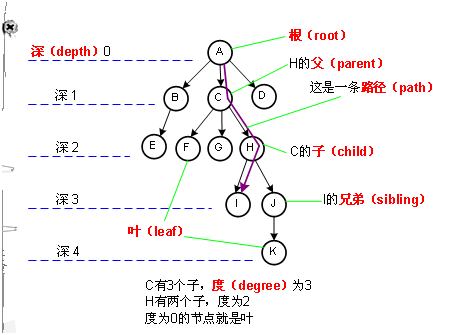 根（root）
深（depth）0
A
H的父（parent）
这是一条路径（path）
深 1
B
C
D
深 2
E
F
G
H
C的子（child）
深 3
I
J
I的兄弟（sibling）
叶（leaf）
深 4
K
C有3个子，度（degree）为3
H有两个子，度为2
度为0的节点就是叶